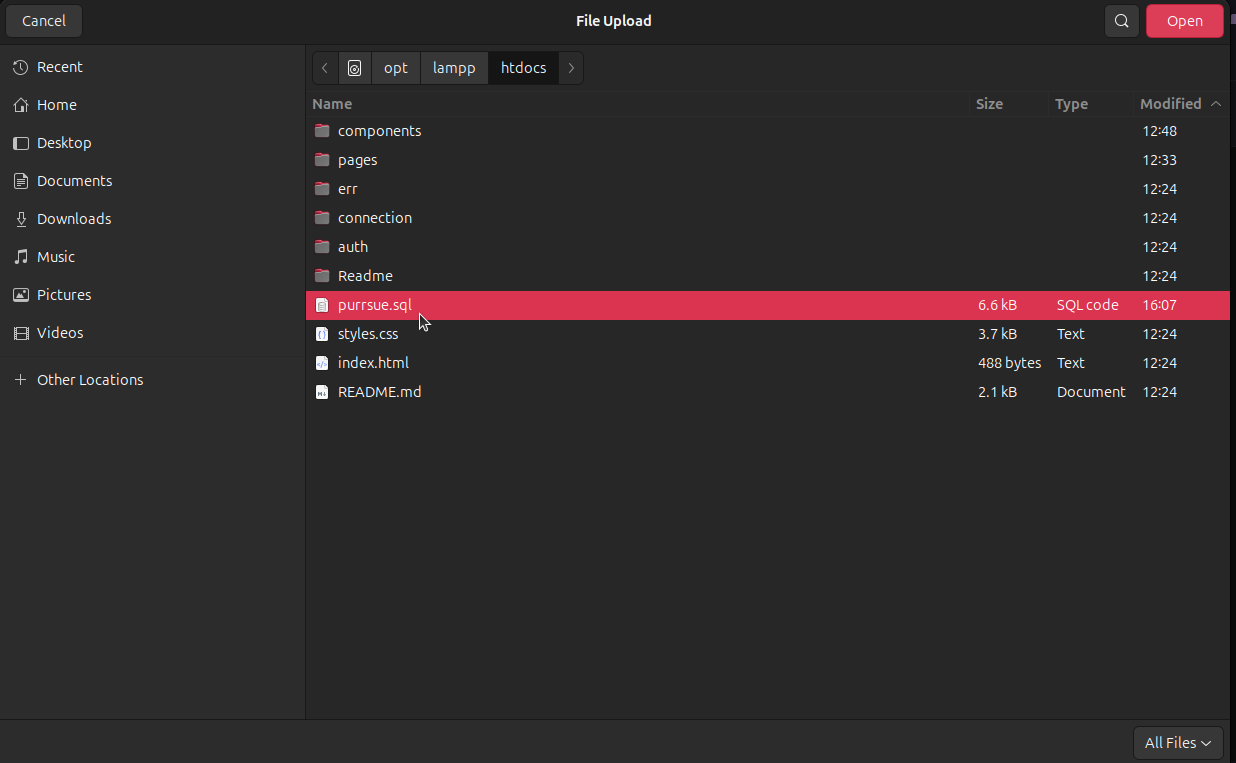 Cancel File Upload Open
Recent
Home
Desktop
Documents
Downloads
Music
Pictures
Videos
Other Locations
opt lampp htdocs
Name Size Type Modified
components 12:48
pages 12:33
err 12:24
connection 12:24
auth 12:24
Readme 12:24
purrsue.sql 6.6 kB SQL code 16:07
styles.css 3.7 kB Text 12:24
index.html 488 bytes Text 12:24
README.md 2.1 kB Document 12:24
All Files